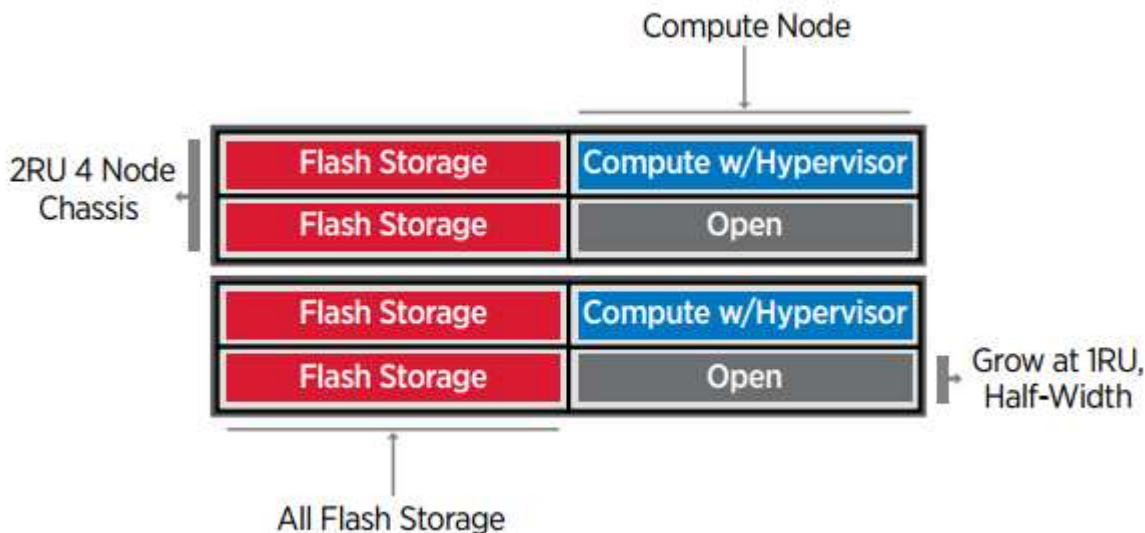 Compute Node
2RU 4 Node
Chassis
Flash Storage
Compute w/Hypervisor
Flash Storage
Open
Flash Storage
Compute w/Hypervisor
Flash Storage
Open
Grow at 1RU,
Half-Width
All Flash Storage